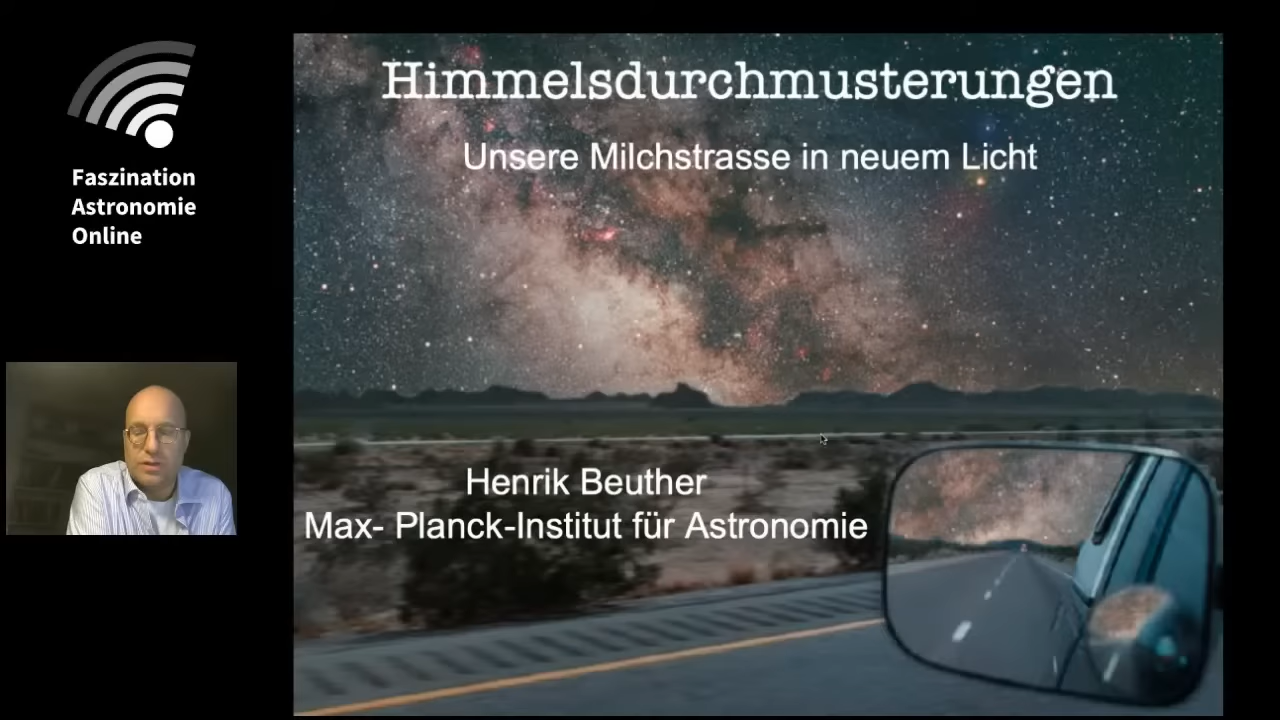 Faszination
Astronomie
Online
Himmelsdurchmusterungen
Unsere Milchstrasse in neuem Licht
Henrik Beuther
Max- Planck-Institut für Astronomie